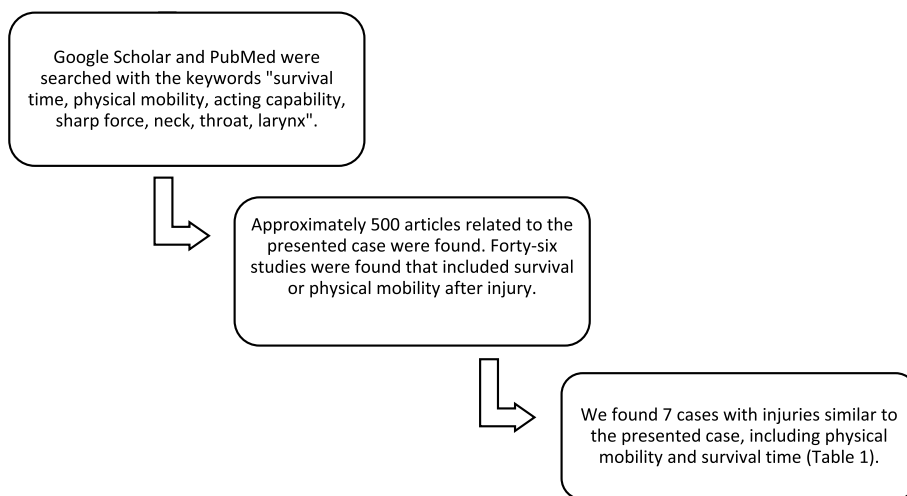 Google Scholar and PubMed were
searched with the keywords "survival
time, physical mobility, acting capability,
sharp force, neck, throat, larynx".
Approximately 500 articles related to the
presented case were found. Forty-six
studies were found that included survival
or physical mobility after injury.
We found 7 cases with injuries similar to
the presented case, including physical
mobility and survival time (Table 1).